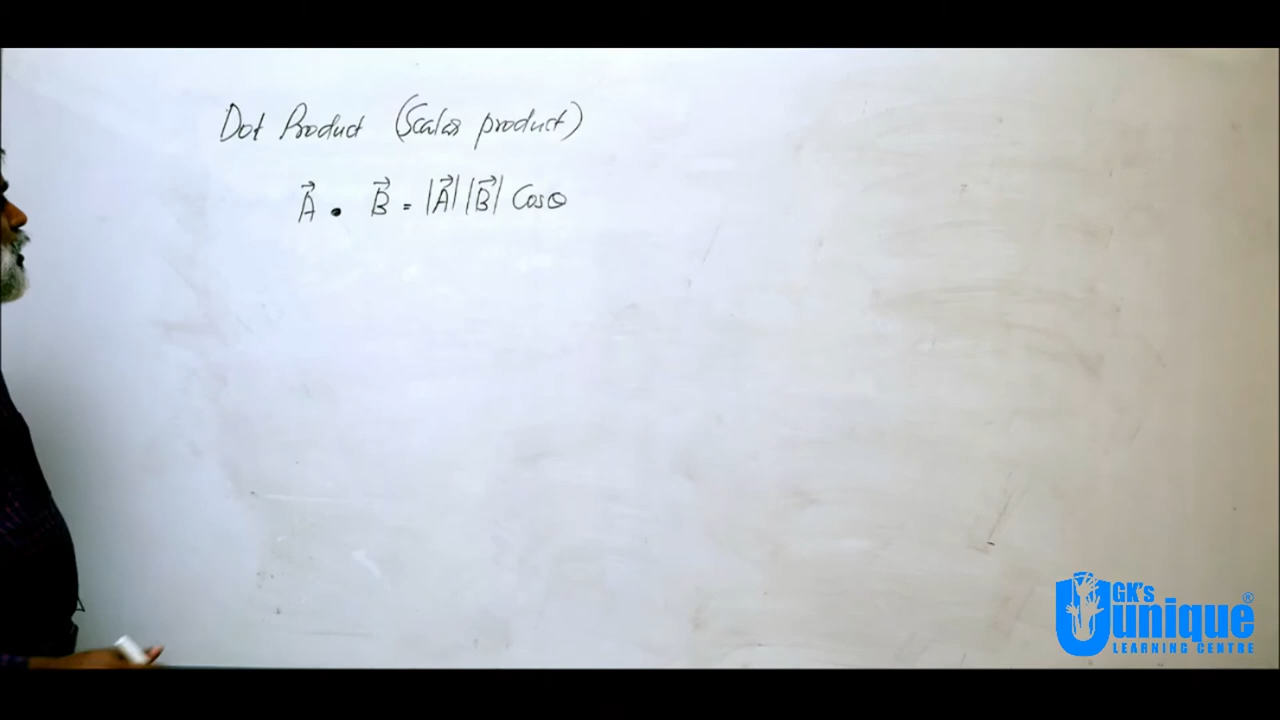 Dot Product (Scalar product)
A⃗ . B⃗ = |A⃗| |B⃗| Cosθ
GK's
unique®
LEARNING CENTRE